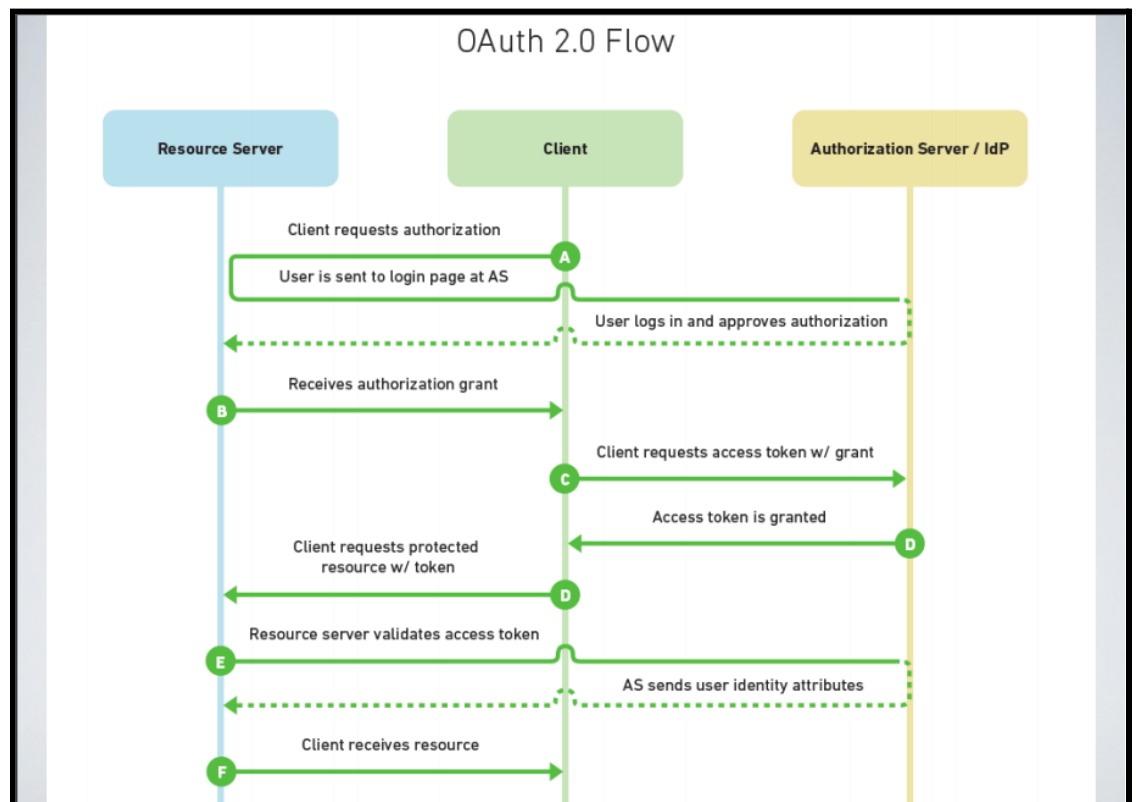 OAuth 2.0 Flow
Resource Server
Client
Authorization Server / IdP
Client requests authorization
A
User is sent to login page at AS
User logs in and approves authorization
Receives authorization grant
B
Client requests access token w/ grant
C
Access token is granted
D
Client requests protected
resource w/ token
D
Resource server validates access token
E
AS sends user identity attributes
Client receives resource
F